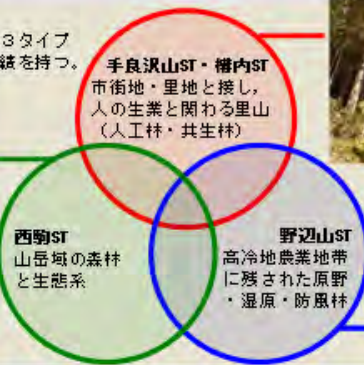 3タイプ
績を持つ。
手良沢山ST・構内ST
市街地・里地と接し,
人の生業と関わる里山
(人工林・共生林)
西駒ST
山岳域の森林
と生態系
野辺山ST
高冷地農業地帯
に残された原野
・湿原・防風林